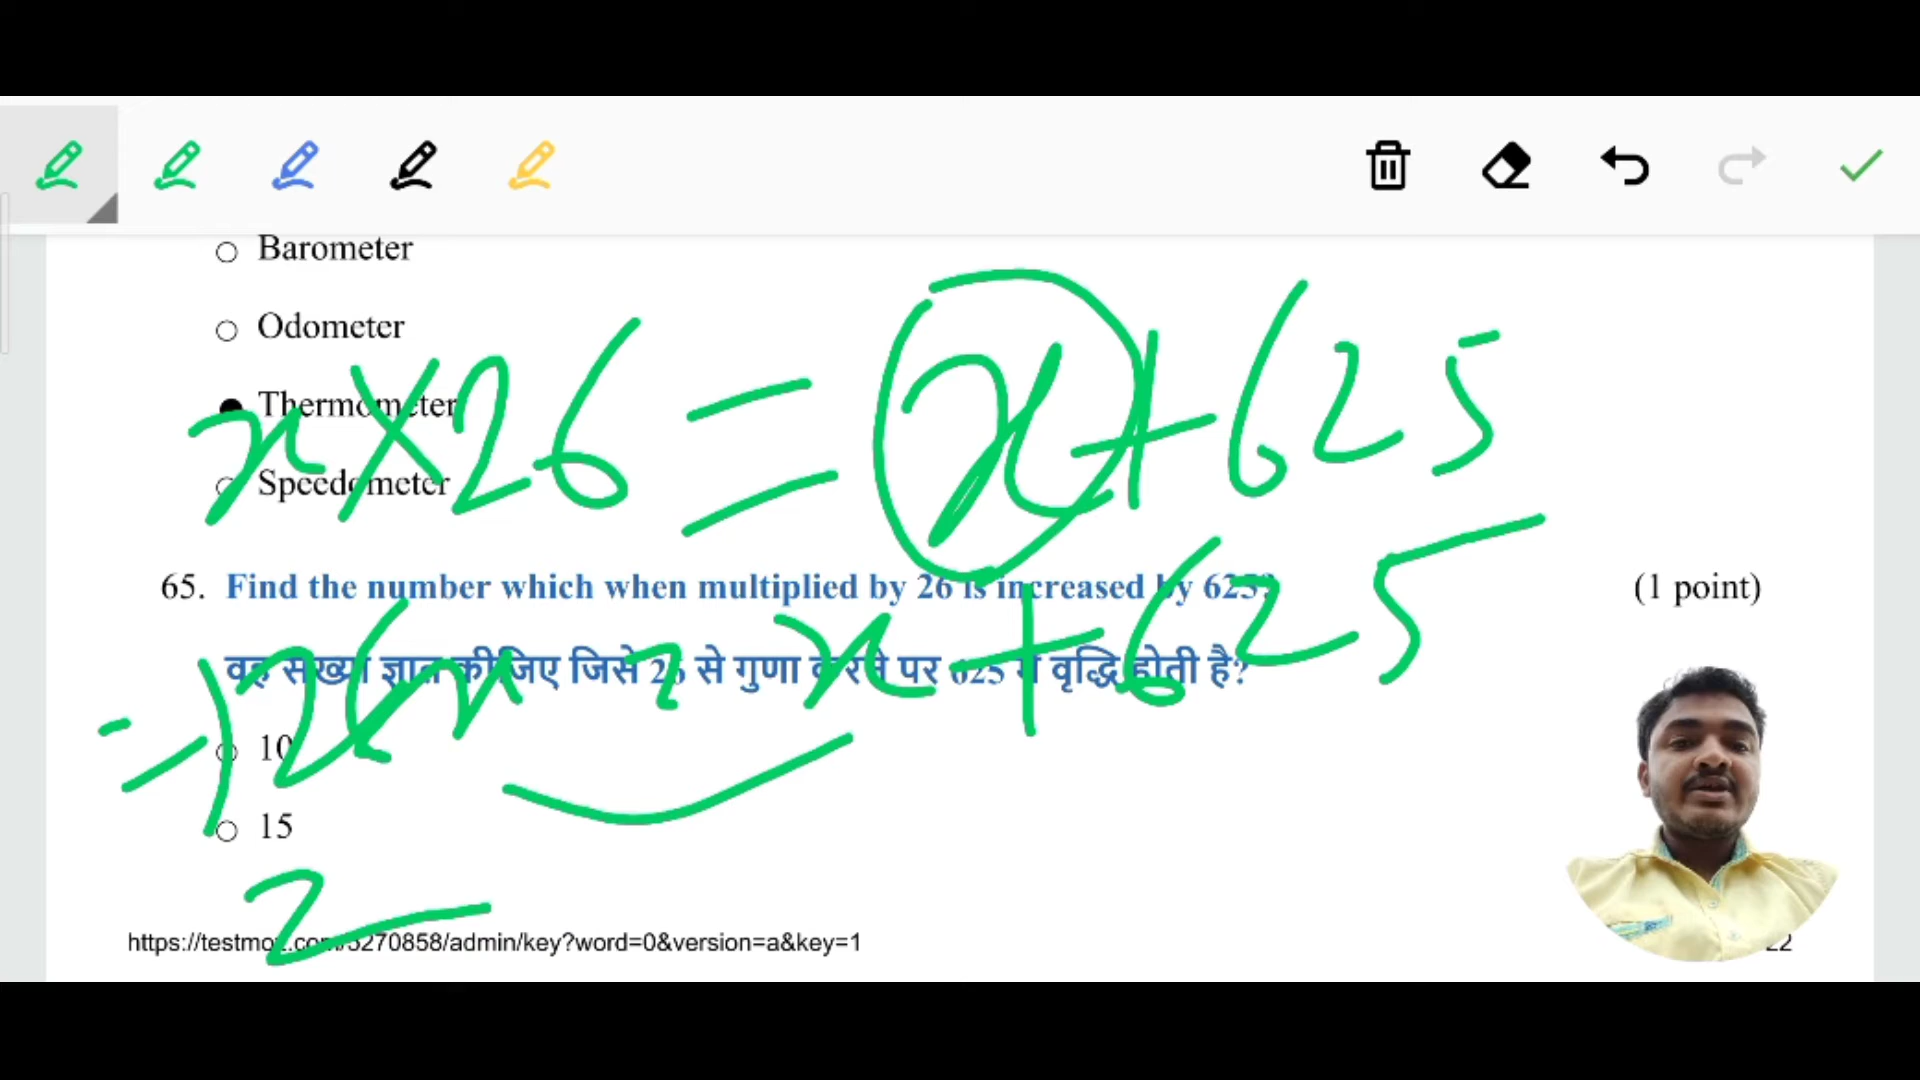 Barometer
Odometer
Thermometer
x × 26 = x + 625
Speedometer
65. Find the number which when multiplied by 26 is increased by 625? (1 point)
वह संख्या ज्ञात कीजिए जिसे 26 से गुणा करने पर 625 में वृद्धि होती है?
=) 26x = x + 625
10
15
2
https://testmoz.com/5270858/admin/key?word=0&version=a&key=1
22